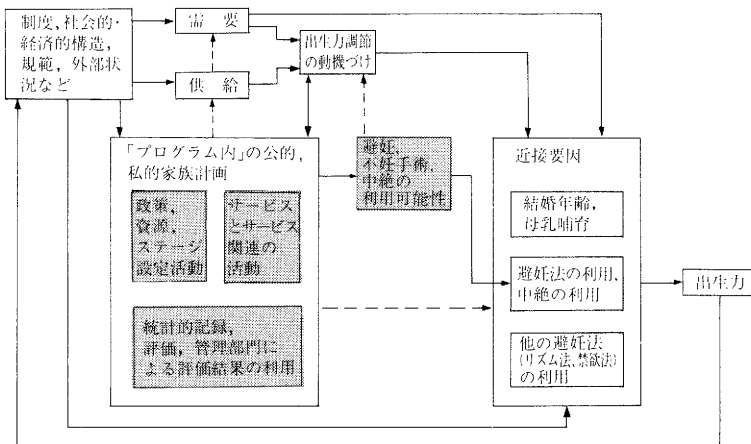 制度,社会的・
経済的構造,
規範,外部状
況など
需 要
供 給
出生力調節
の動機づけ
「プログラム内」の公的,
私的家族計画
政策,
資源,
ステージ
設定活動
サービス
とサービス
関連の
活動
統計的記録,
評価,管理部門に
よる評価結果の利用
避妊,
不妊手術,
中絶の
利用可能性
近接要因
結婚年齢,
母乳哺育
避妊法の利用,
中絶の利用
他の避妊法
(リズム法、禁欲法)
の利用
出生力